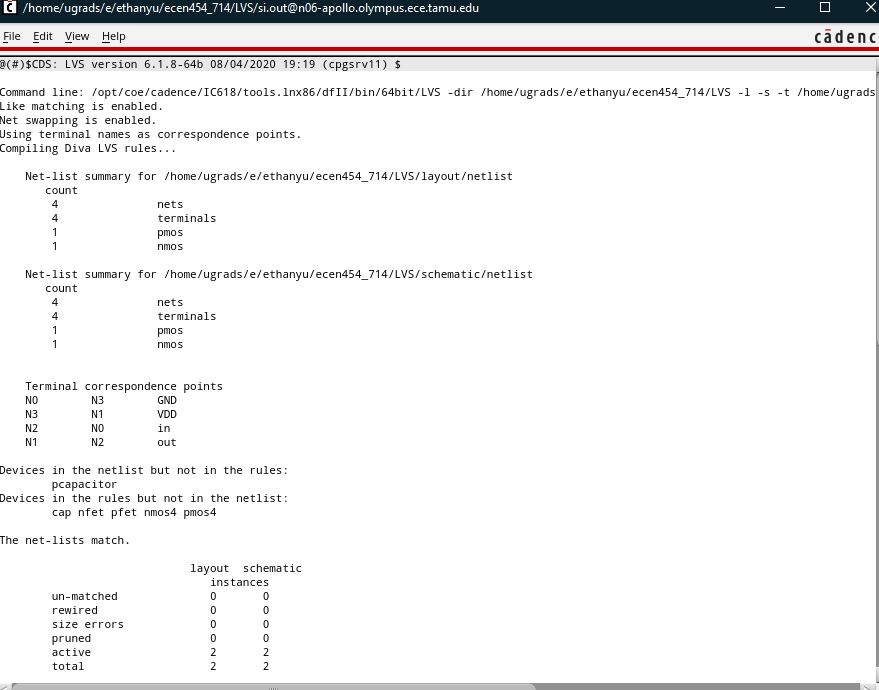 /home/ugrads/e/ethanyu/ecen454_714/LVS/si.out@n06-apollo.olympus.ece.tamu.edu
File Edit View Help
cādenc
@(#)$CDS: LVS version 6.1.8-64b 08/04/2020 19:19 (cpgsrv11) $
Command line: /opt/coe/cadence/IC618/tools.lnx86/dfII/bin/64bit/LVS -dir /home/ugrads/e/ethanyu/ecen454_714/LVS -l -s -t /home/ugrads
Like matching is enabled.
Net swapping is enabled.
Using terminal names as correspondence points.
Compiling Diva LVS rules...
Net-list summary for /home/ugrads/e/ethanyu/ecen454_714/LVS/layout/netlist
count
4 nets
4 terminals
1 pmos
1 nmos
Net-list summary for /home/ugrads/e/ethanyu/ecen454_714/LVS/schematic/netlist
count
4 nets
4 terminals
1 pmos
1 nmos
Terminal correspondence points
N0 N3 GND
N3 N1 VDD
N2 N0 in
N1 N2 out
Devices in the netlist but not in the rules:
pcapacitor
Devices in the rules but not in the netlist:
cap nfet pfet nmos4 pmos4
The net-lists match.
layout schematic
instances
un-matched 0 0
rewired 0 0
size errors 0 0
pruned 0 0
active 2 2
total 2 2